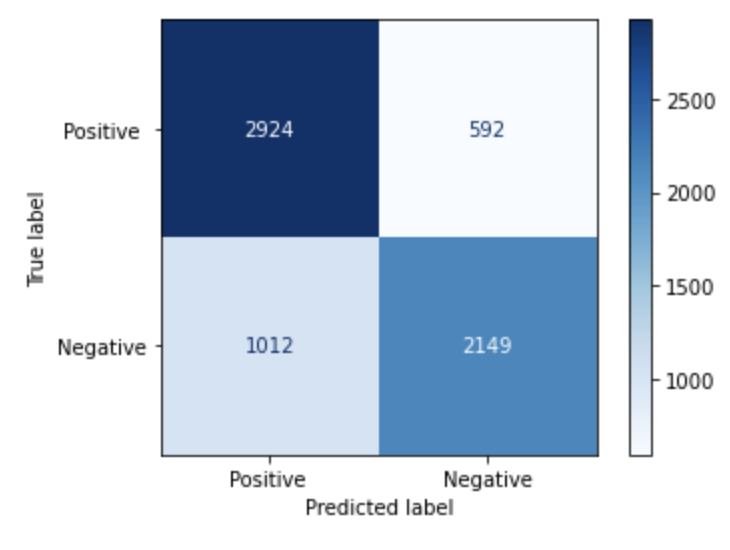 2500
Positive
2924
592
2000
True label
1500
Negative
1012
2149
1000
Positive
Negative
Predicted label